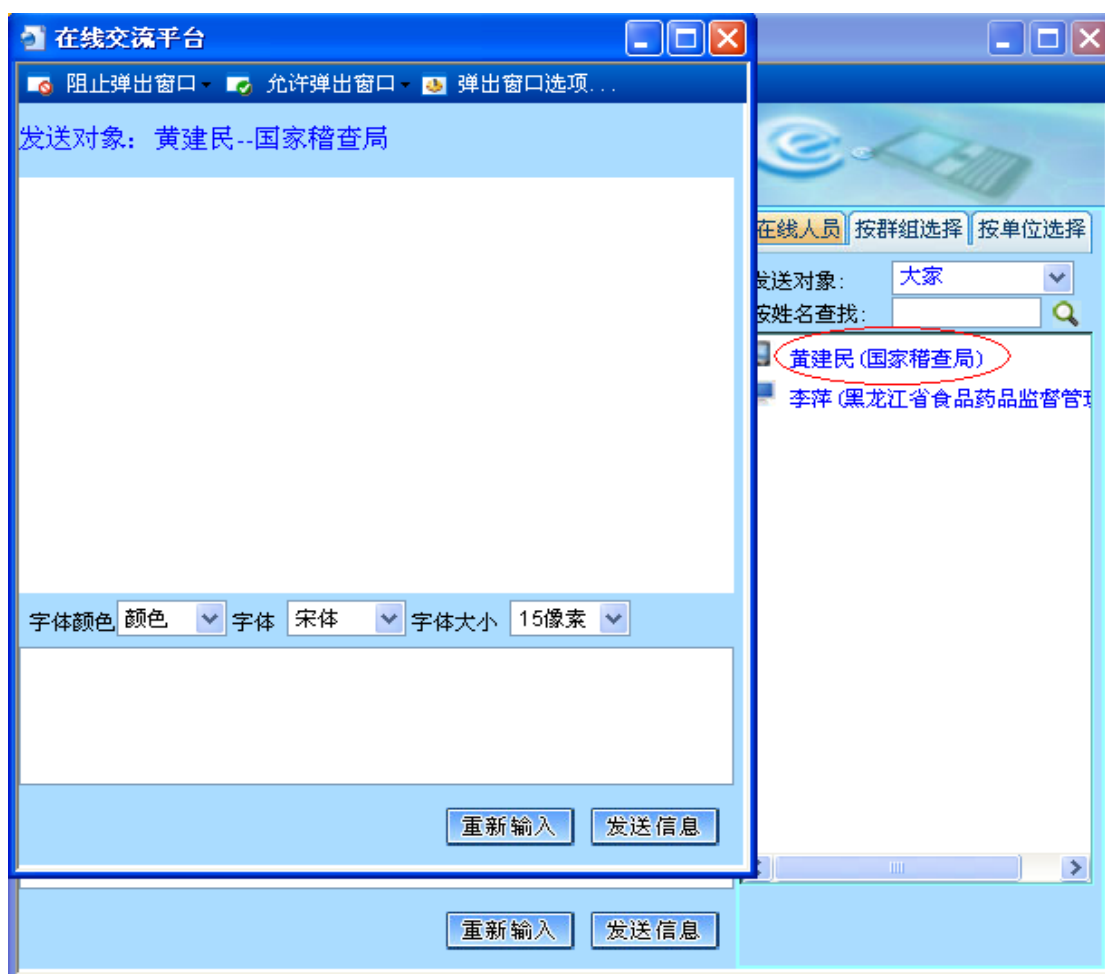 在线交流平台
阻止弹出窗口 允许弹出窗口 弹出窗口选项...
发送对象：黄建民--国家稽查局
字体颜色 颜色 字体 宋体 字体大小 15像素
重新输入 发送信息
重新输入 发送信息
在线人员 按群组选择 按单位选择
发送对象: 大家
按姓名查找:
黄建民(国家稽查局)
李萍(黑龙江省食品药品监督管